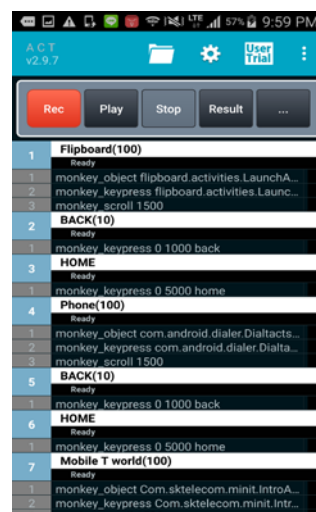 LTE 57% 9:59 PM
ACT
v2.9.7
User
Trial
Rec Play Stop Result ...
1 Flipboard(100)
Ready
1 monkey_object flipboard.activities.LaunchA...
2 monkey_keypress flipboard.activities.Launc...
3 monkey_scroll 1500
2 BACK(10)
Ready
1 monkey_keypress 0 1000 back
3 HOME
Ready
1 monkey_keypress 0 5000 home
4 Phone(100)
Ready
1 monkey_object com.android.dialer.Dialtacts...
2 monkey_keypress com.android.dialer.Dialta...
3 monkey_scroll 1500
5 BACK(10)
Ready
1 monkey_keypress 0 1000 back
6 HOME
Ready
1 monkey_keypress 0 5000 home
7 Mobile T world(100)
Ready
1 monkey_object Com.sktelecom.minit.IntroA...
2 monkey_keypress Com.sktelecom.minit.Intr...